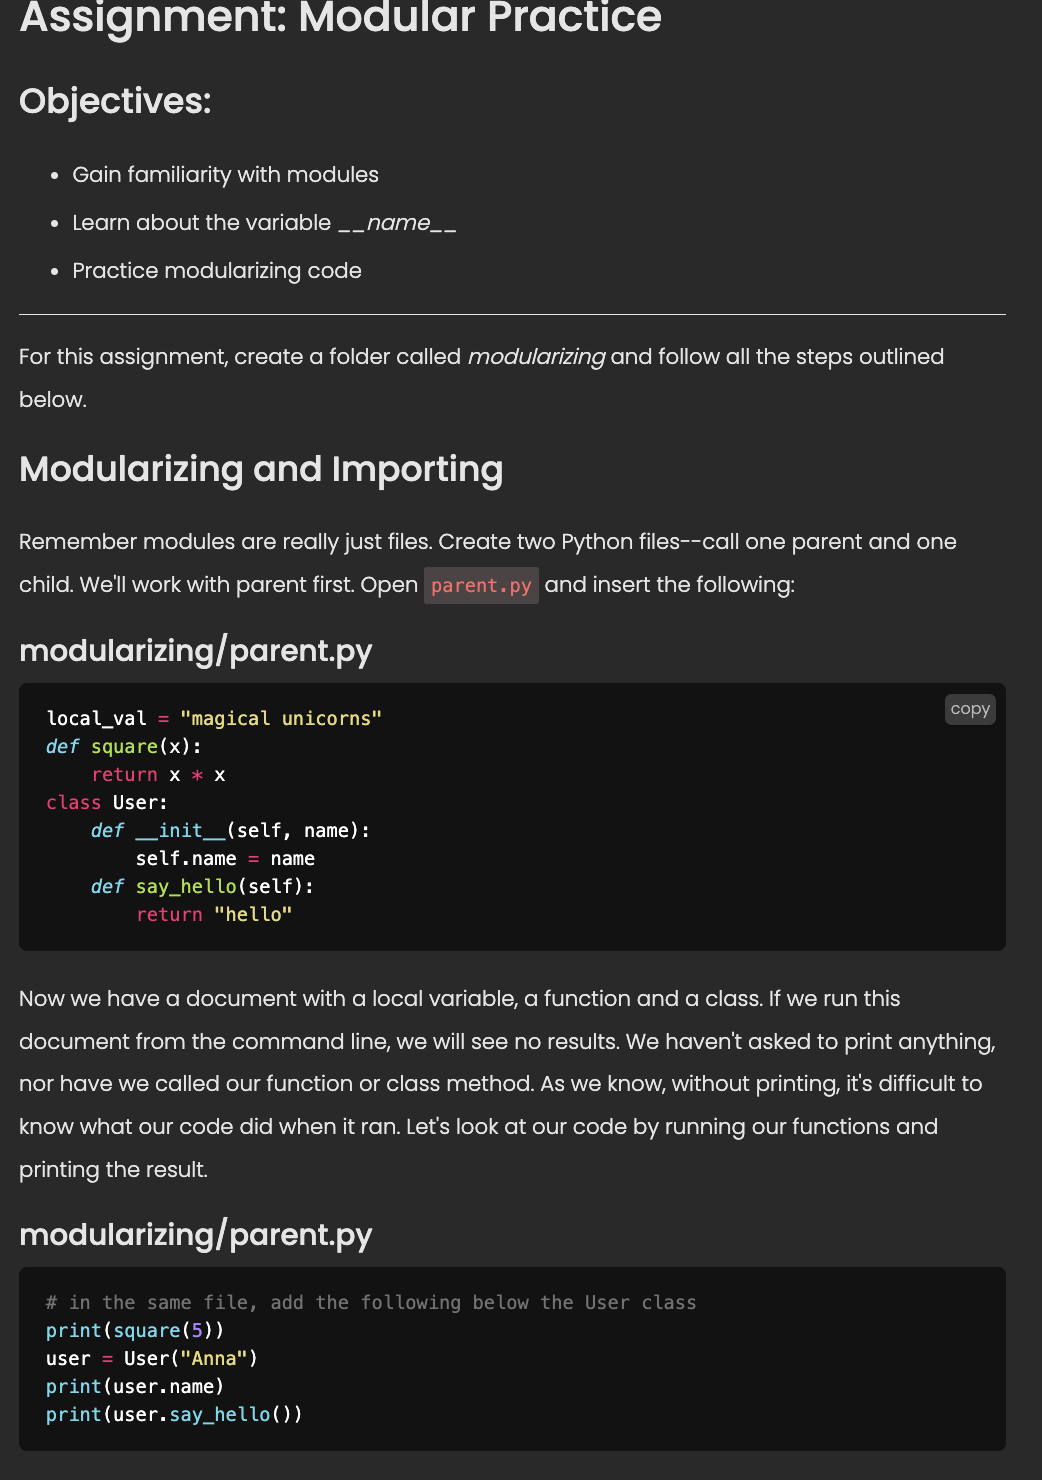 Assignment: Modular Practice
Objectives:
• Gain familiarity with modules
• Learn about the variable __name__
• Practice modularizing code
For this assignment, create a folder called modularizing and follow all the steps outlined
below.
Modularizing and Importing
Remember modules are really just files. Create two Python files--call one parent and one
child. We'll work with parent first. Open parent.py and insert the following:
modularizing/parent.py
copy
local_val = "magical unicorns"
def square(x):
    return x * x
class User:
    def __init__(self, name):
        self.name = name
    def say_hello(self):
        return "hello"
Now we have a document with a local variable, a function and a class. If we run this
document from the command line, we will see no results. We haven't asked to print anything,
nor have we called our function or class method. As we know, without printing, it's difficult to
know what our code did when it ran. Let's look at our code by running our functions and
printing the result.
modularizing/parent.py
# in the same file, add the following below the User class
print(square(5))
user = User("Anna")
print(user.name)
print(user.say_hello())